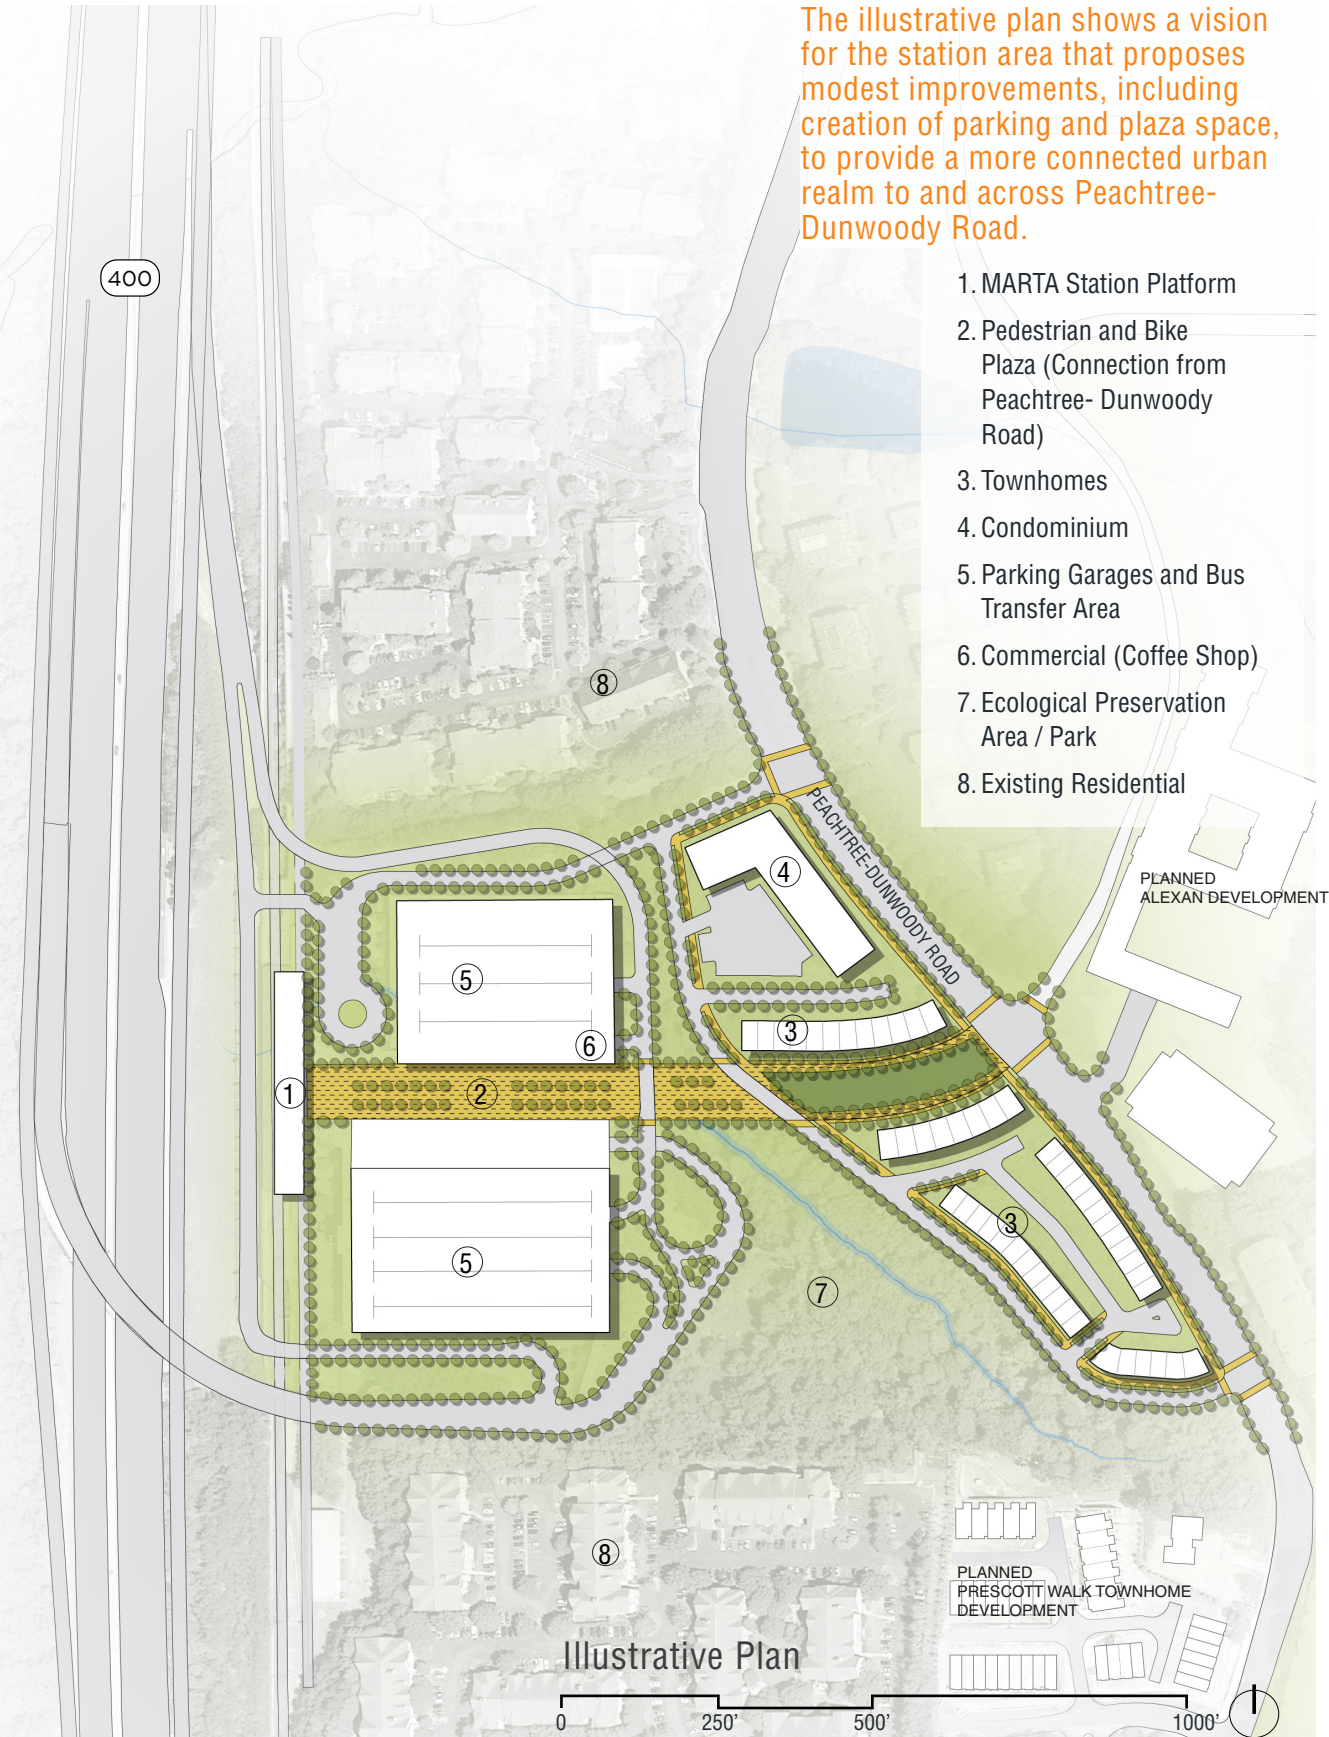 The illustrative plan shows a vision
for the station area that proposes
modest improvements, including
creation of parking and plaza space,
to provide a more connected urban
realm to and across Peachtree-
Dunwoody Road.
400
1. MARTA Station Platform
2. Pedestrian and Bike
Plaza (Connection from
Peachtree- Dunwoody
Road)
3. Townhomes
4. Condominium
5. Parking Garages and Bus
Transfer Area
6. Commercial (Coffee Shop)
7. Ecological Preservation
Area / Park
8. Existing Residential
8
PEACHTREE-DUNWOODY ROAD
4
PLANNED
ALEXAN DEVELOPMENT
5
3
6
1
2
3
5
7
8
PLANNED
PRESCOTT WALK TOWNHOME
DEVELOPMENT
Illustrative Plan
0 250' 500' 1000'